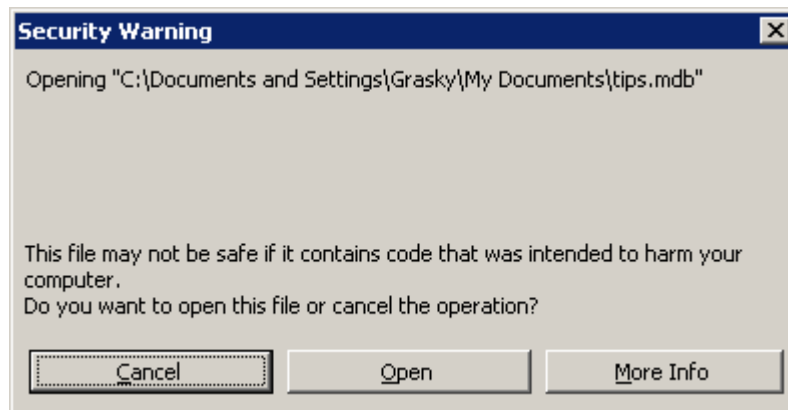 Security Warning
Opening "C:\Documents and Settings\Grasky\My Documents\tips.mdb"
This file may not be safe if it contains code that was intended to harm your
computer.
Do you want to open this file or cancel the operation?
Cancel
Open
More Info